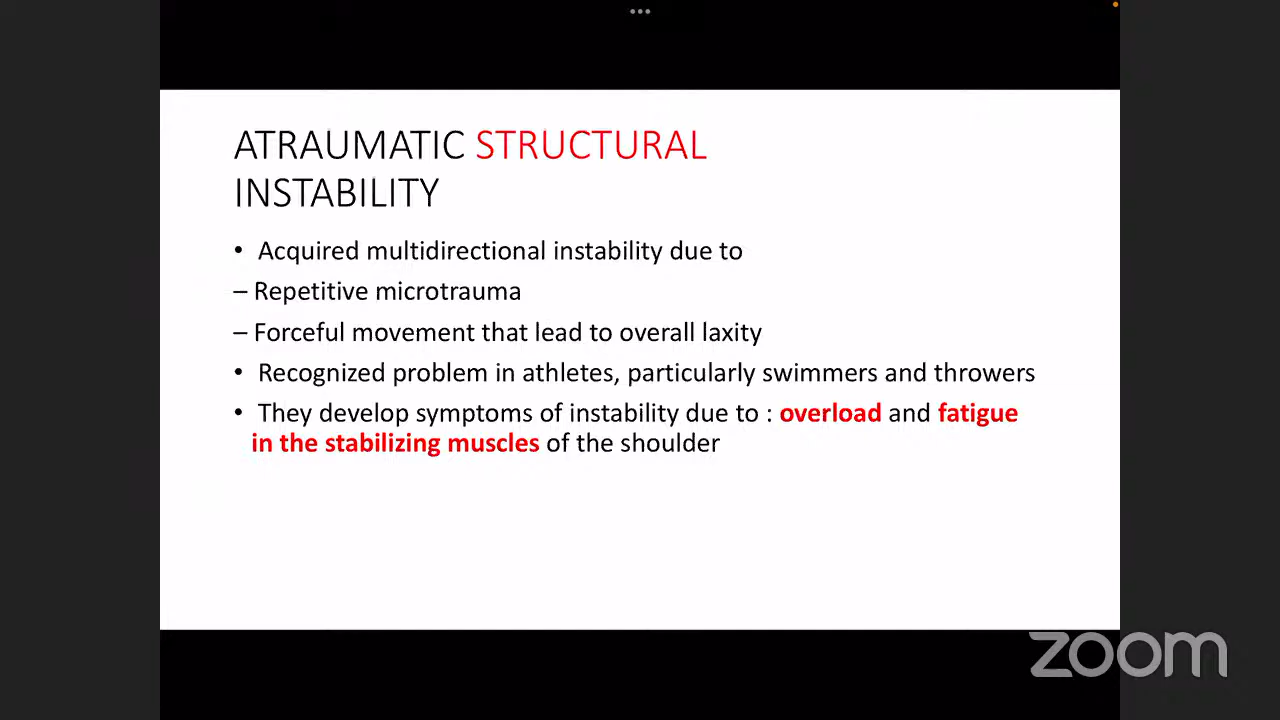 ATRAUMATIC STRUCTURAL
INSTABILITY
• Acquired multidirectional instability due to
– Repetitive microtrauma
– Forceful movement that lead to overall laxity
• Recognized problem in athletes, particularly swimmers and throwers
• They develop symptoms of instability due to : overload and fatigue
in the stabilizing muscles of the shoulder
zoom